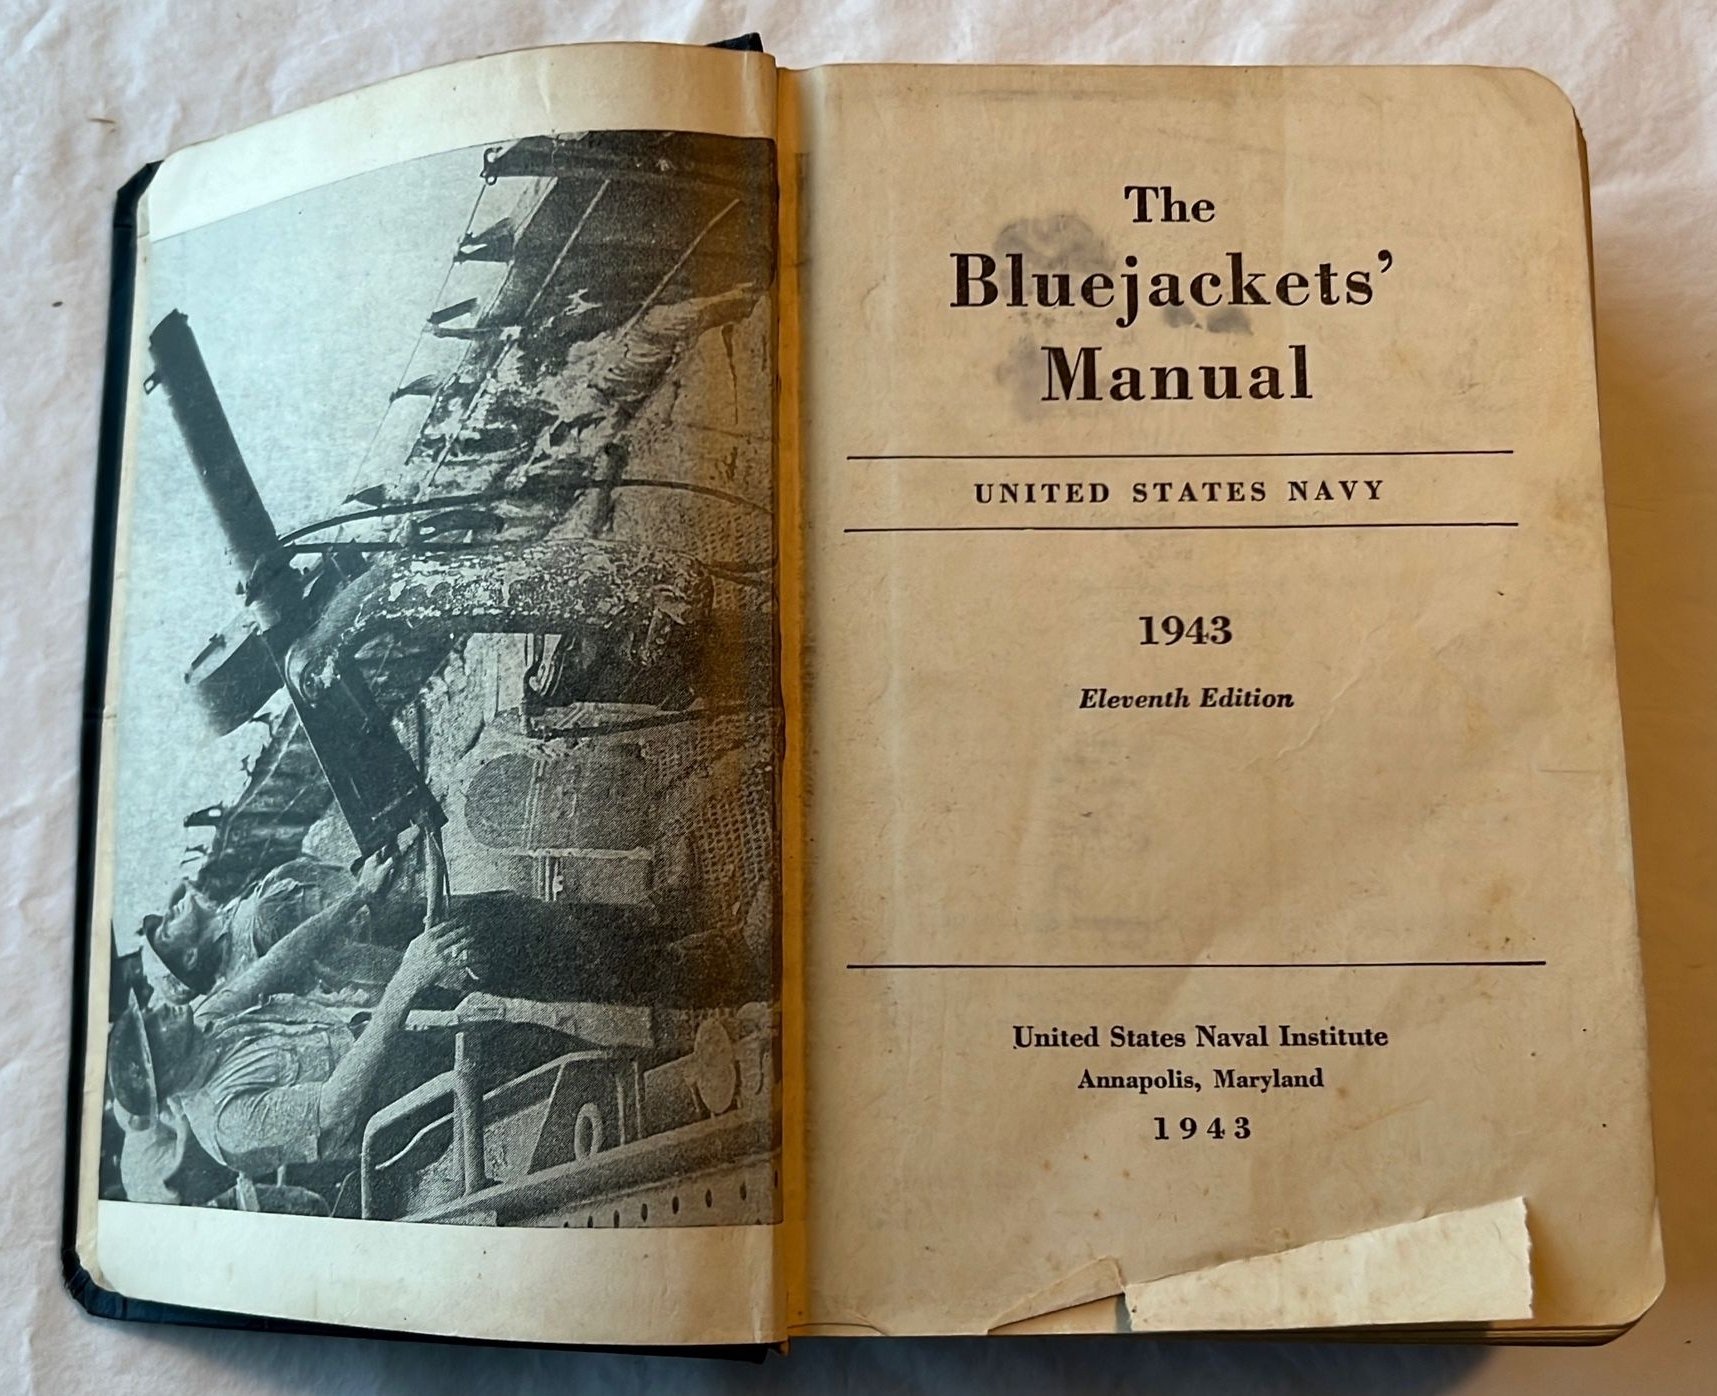 The
Bluejackets’
Manual
UNITED STATES NAVY
1943
Eleventh Edition
United States Naval Institute
Annapolis, Maryland
1943